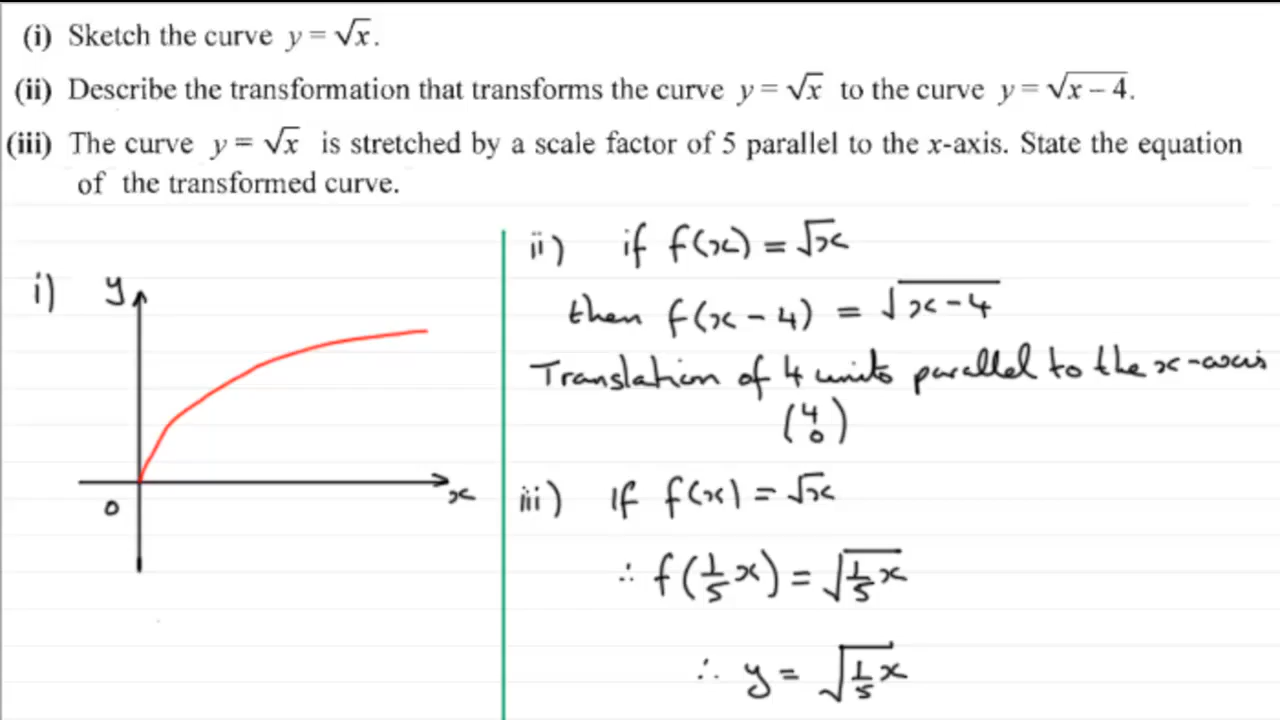 (i) Sketch the curve y = √x.
(ii) Describe the transformation that transforms the curve y = √x to the curve y = √(x − 4).
(iii) The curve y = √x is stretched by a scale factor of 5 parallel to the x-axis. State the equation
of the transformed curve.
i)
y
0
x
ii) if f(x) = √x
then f(x − 4) = √(x − 4)
Translation of 4 units parallel to the x-axis
(4
0)
iii) If f(x) = √x
∴ f(1/5 x) = √(1/5 x)
∴ y = √(1/5 x)